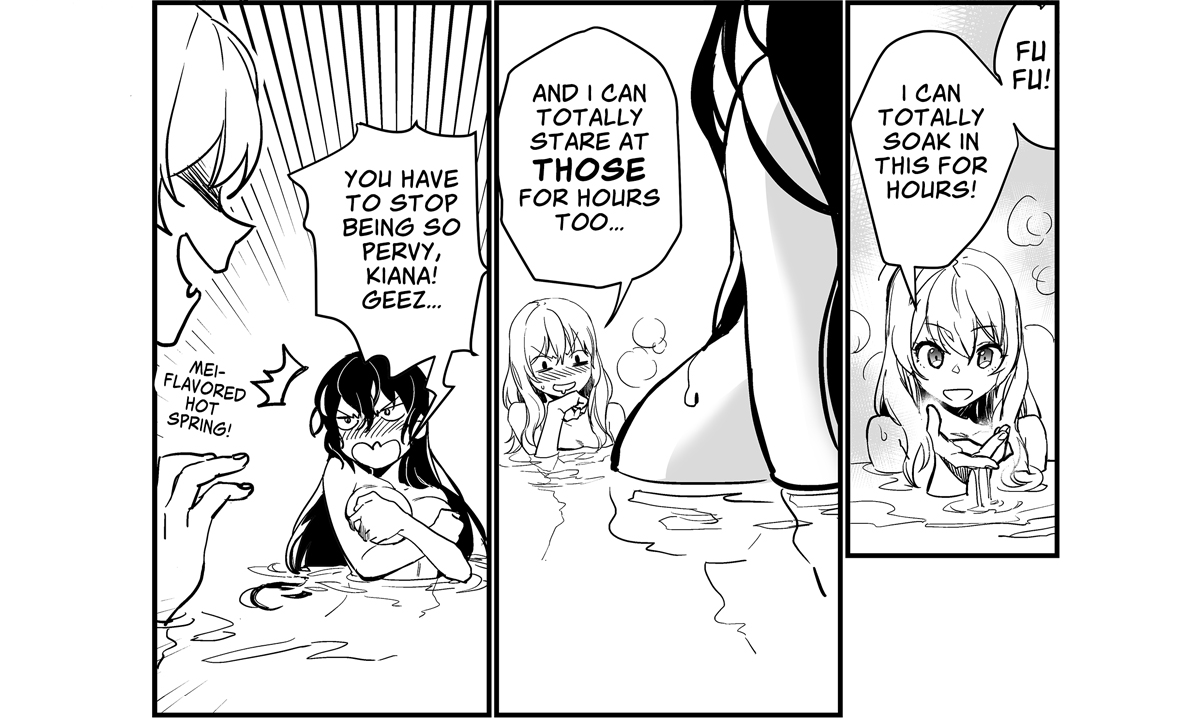 FU
FU!
I CAN
TOTALLY
SOAK IN
THIS FOR
HOURS!
AND I CAN
TOTALLY
STARE AT
THOSE
FOR HOURS
TOO...
YOU HAVE
TO STOP
BEING SO
PERVY,
KIANA!
GEEZ...
MEI-
FLAVORED
HOT
SPRING!